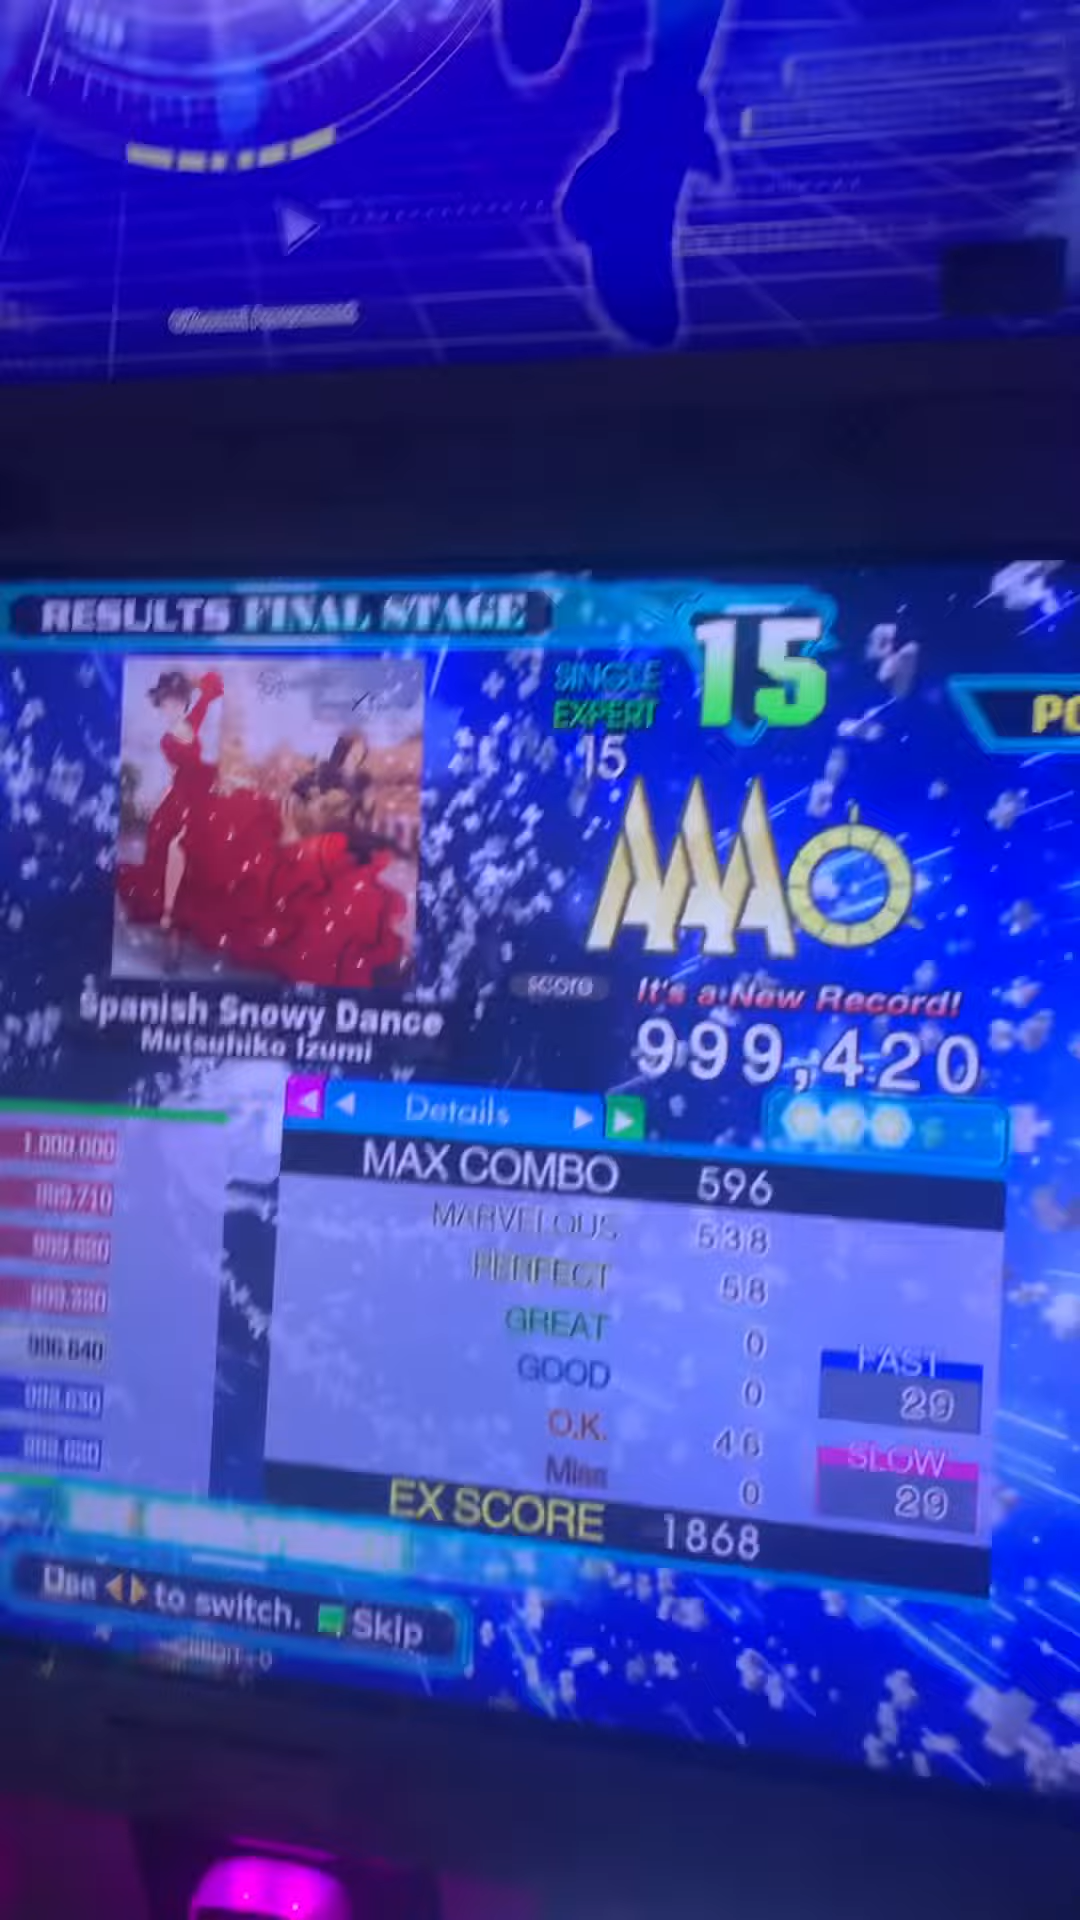 RESULTS FINAL STAGE
15
SINGLE
EXPERT
15
AAA
Spanish Snowy Dance
Mutsuhiko Izumi
score
It's a New Record!
999,420
Details
MAX COMBO 596
MARVELOUS 538
PERFECT 58
GREAT 0
GOOD 0
O.K. 46
Miss 0
EX SCORE 1868
FAST
29
SLOW
29
1,000,000
999,710
Use to switch. Skip